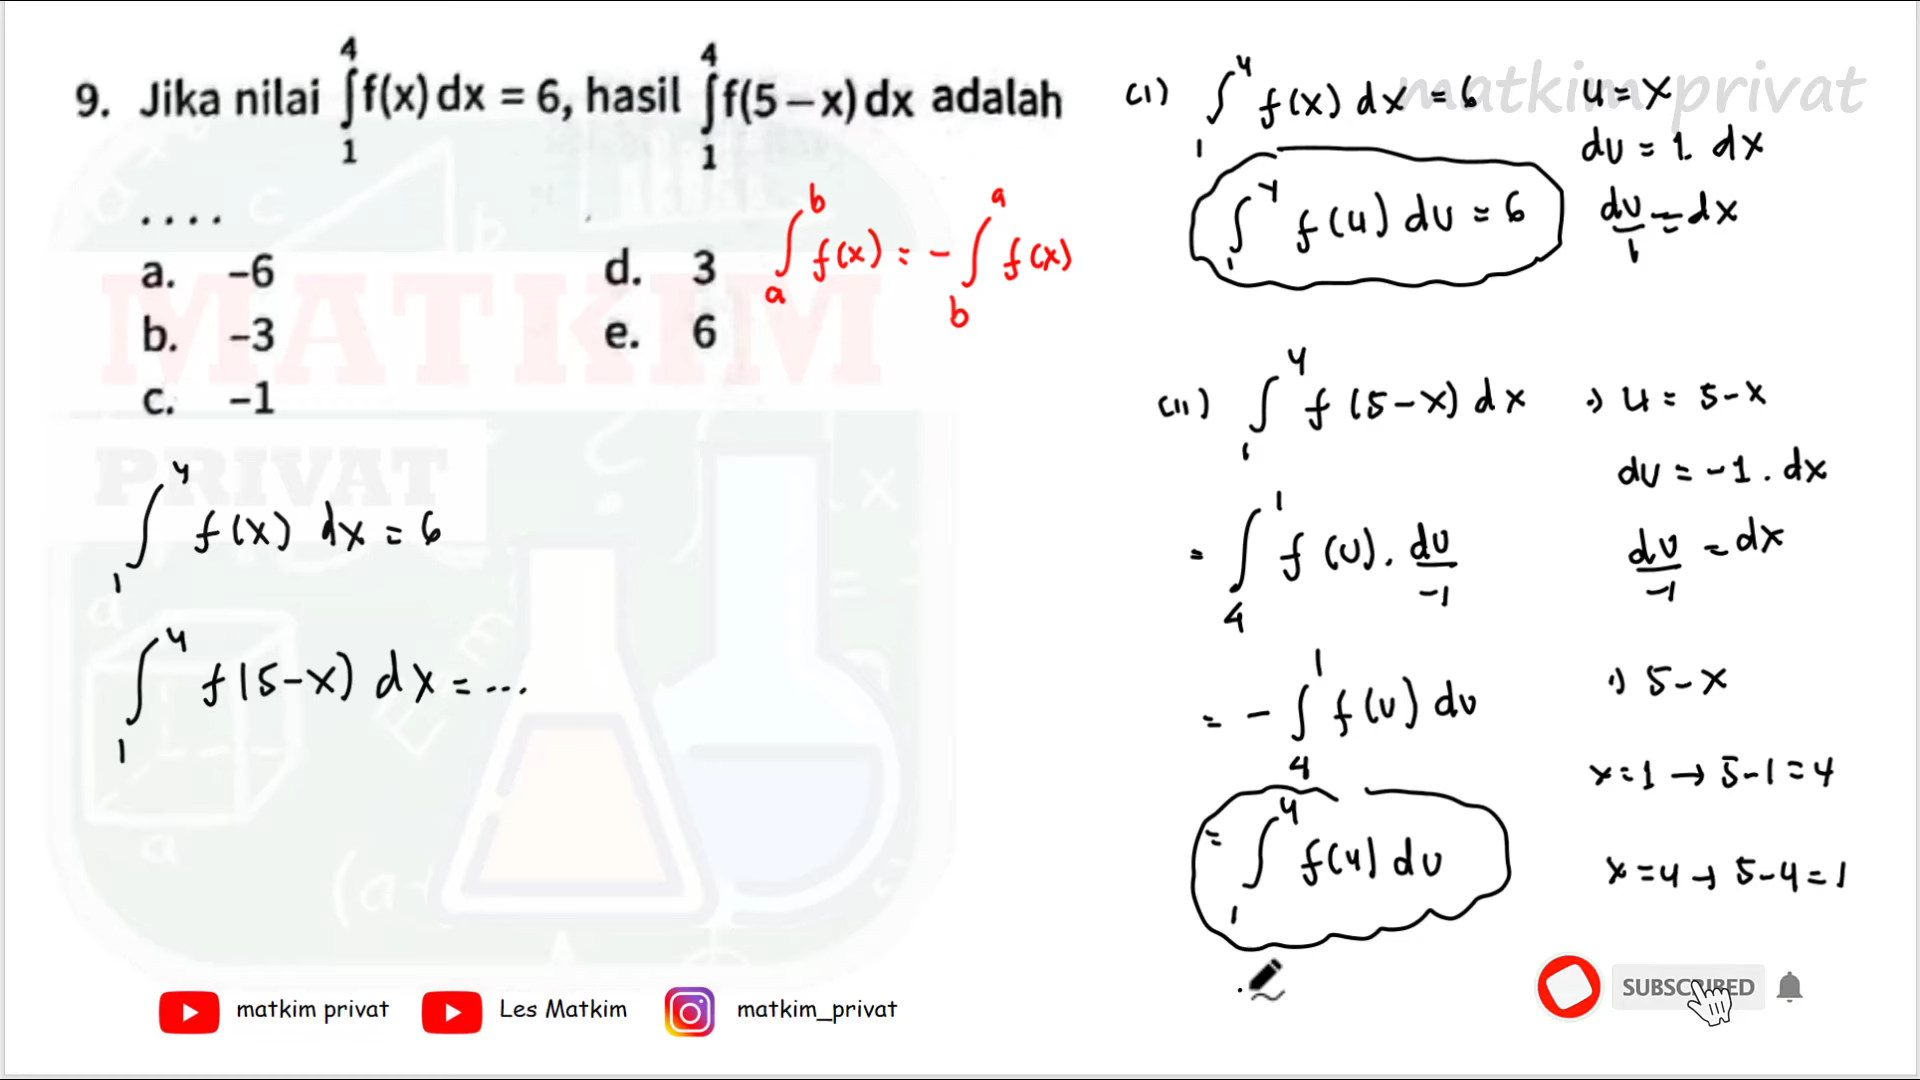 9. Jika nilai ∫₁⁴ f(x) dx = 6, hasil ∫₁⁴ f(5 – x) dx adalah
....
a. –6
b. –3
c. –1
d. 3
e. 6
∫ₐᵇ f(x) = - ∫ᵇₐ f(x)
MATKIM
PRIVAT
∫₁⁴ f(x) dx = 6
∫₁⁴ f(5-x) dx = ...
matkim privat
(i) ∫₁⁴ f(x) dx = 6
u = x
du = 1. dx
du/1 = dx
∫₁⁴ f(u) du = 6
(ii) ∫₁⁴ f(5-x) dx
:) u = 5-x
du = -1 . dx
du/-1 = dx
= ∫₄¹ f(u) . du/-1
= - ∫₄¹ f(u) du
= ∫₁⁴ f(u) du
:) 5-x
x=1 → 5-1=4
x=4 → 5-4=1
matkim privat
Les Matkim
matkim_privat
SUBSCRIBED